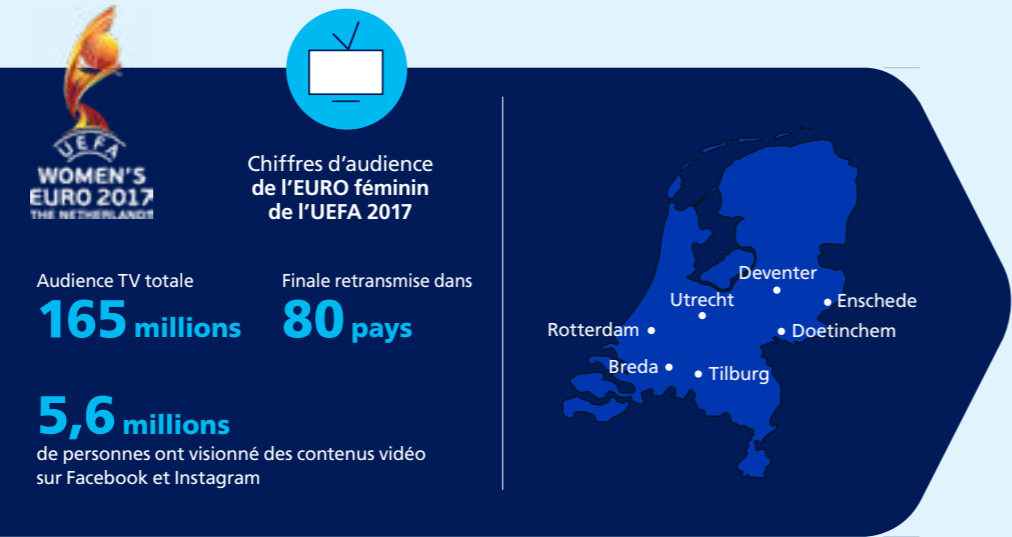 UEFA
WOMEN'S
EURO 2017
THE NETHERLANDS
Chiffres d'audience
de l'EURO féminin
de l'UEFA 2017
Audience TV totale
165 millions
Finale retransmise dans
80 pays
5,6 millions
de personnes ont visionné des contenus vidéo
sur Facebook et Instagram
Deventer
Utrecht
Enschede
Rotterdam
Doetinchem
Breda
Tilburg